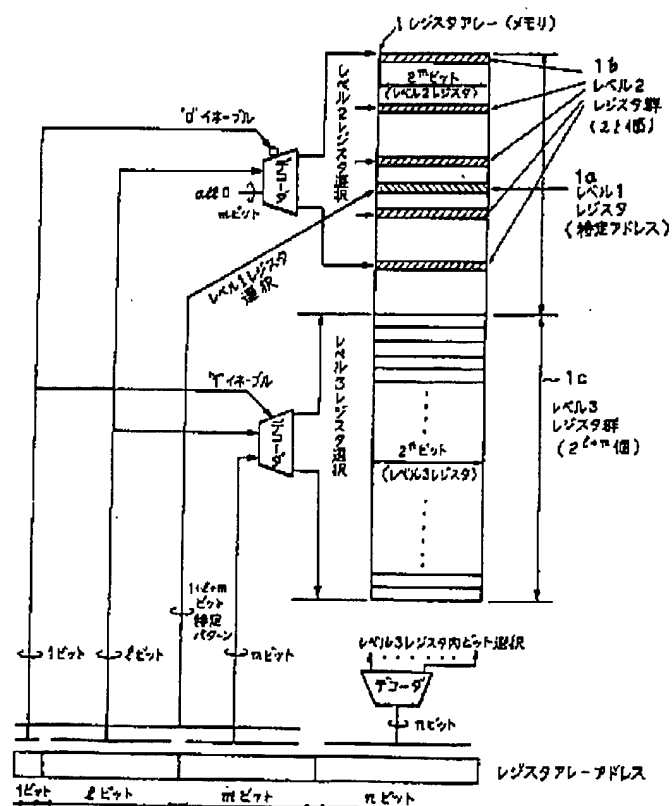 1 レジスタアレー (メモリ)
1b
レベル2
レジスタ群
(2^ℓ個)
2^mビット
(レベル2レジスタ)
レベル2レジスタ選択
"0"イネーブル
デコーダ
all 0
mビット
1a
レベル1
レジスタ
(特定アドレス)
レベル1レジスタ
選択
"1"イネーブル
デコーダ
レベル3レジスタ選択
1c
レベル3
レジスタ群
(2^ℓ+m個)
2^nビット
(レベル3レジスタ)
1+ℓ+m
ビット
特定
パターン
1ビット
ℓビット
mビット
レベル3レジスタ内ビット選択
デコーダ
nビット
レジスタアレーアドレス
1ビット
ℓビット
mビット
nビット